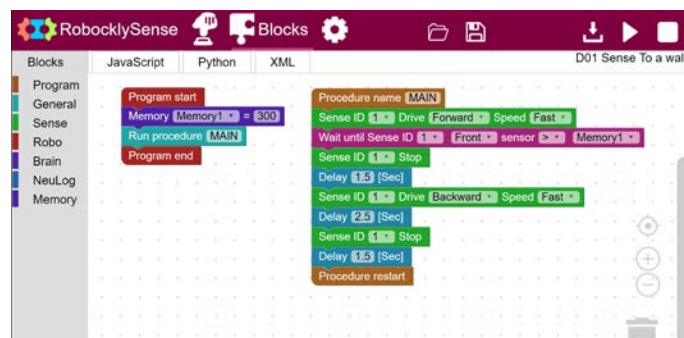 RobocklySense Blocks
Blocks JavaScript Python XML D01 Sense To a wal
Program
General
Sense
Robo
Brain
NeuLog
Memory
Program start
Memory Memory1 = 300
Run procedure MAIN
Program end
Procedure name MAIN
Sense ID 1 Drive Forward Speed Fast
Wait until Sense ID 1 Front sensor > Memory1
Sense ID 1 Stop
Delay 1.5 [Sec]
Sense ID 1 Drive Backward Speed Fast
Delay 2.5 [Sec]
Sense ID 1 Stop
Delay 1.5 [Sec]
Procedure restart